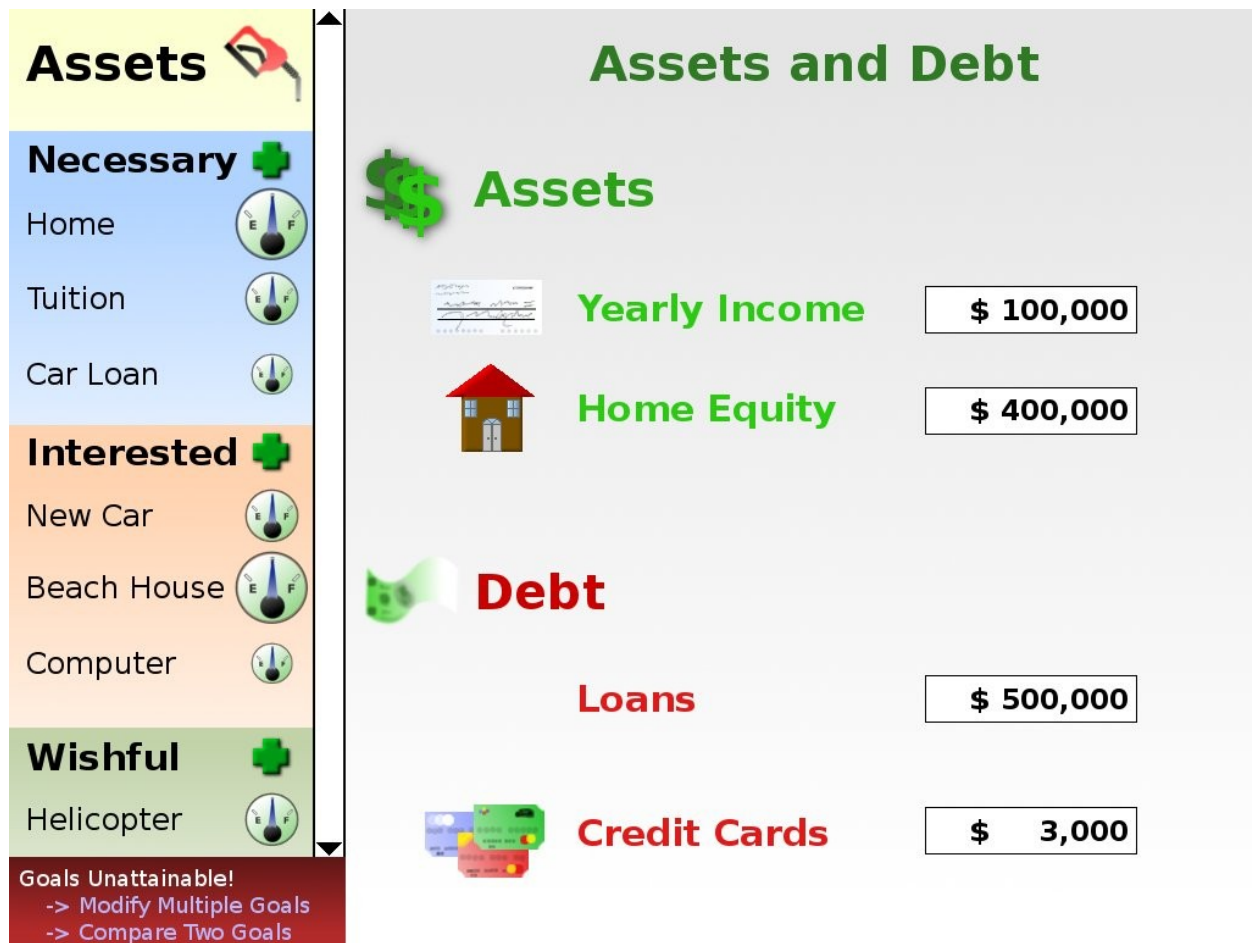 Assets
Necessary
Home
E F
Tuition
E F
Car Loan
Interested
New Car
E F
Beach House
E F
Computer
Wishful
Helicopter
E F
Goals Unattainable!
-> Modify Multiple Goals
-> Compare Two Goals
Assets and Debt
$$ Assets
Yearly Income $ 100,000
Home Equity $ 400,000
Debt
Loans $ 500,000
Credit Cards $ 3,000